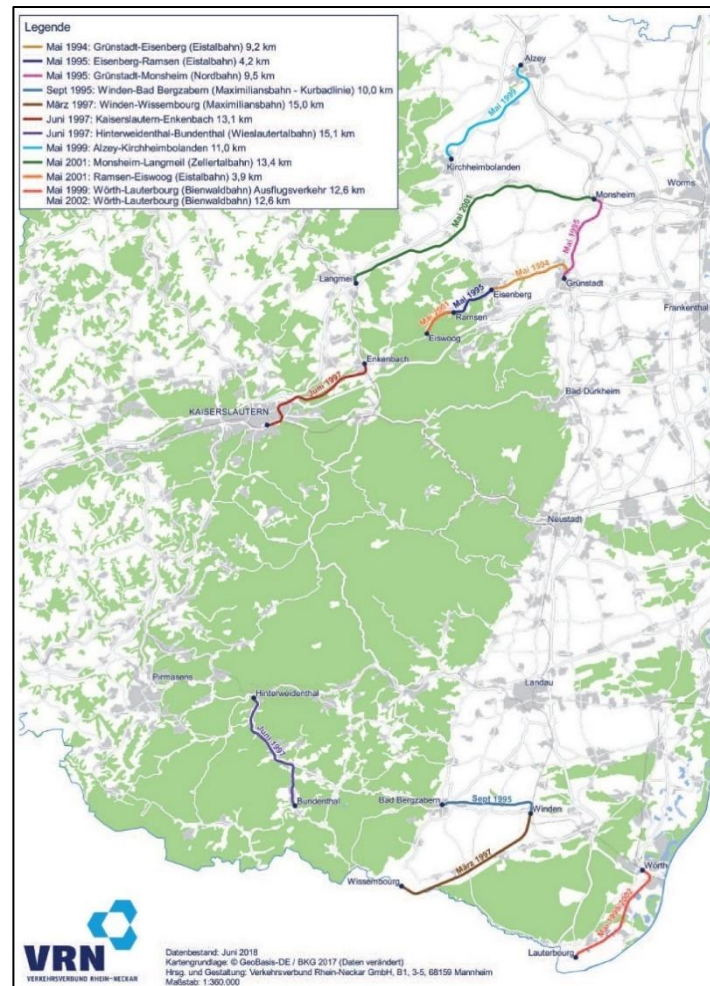 Legende
Mai 1994: Grünstadt-Eisenberg (Eistalbahn) 9,2 km
Mai 1995: Eisenberg-Ramsen (Eistalbahn) 4,2 km
Mai 1995: Grünstadt-Monsheim (Nordbahn) 9,5 km
Sept 1995: Winden-Bad Bergzabern (Maximiliansbahn - Kurbadlinie) 10,0 km
März 1997: Winden-Wissembourg (Maximiliansbahn) 15,0 km
Juni 1997: Kaiserslautern-Enkenbach 13,1 km
Juni 1997: Hinterweidenthal-Bundenthal (Wieslautertalbahn) 15,1 km
Mai 1999: Alzey-Kirchheimbolanden 11,0 km
Mai 2001: Monsheim-Langmeil (Zellertalbahn) 13,4 km
Mai 2001: Ramsen-Eiswoog (Eistalbahn) 3,9 km
Mai 1999: Wörth-Lauterbourg (Bienwaldbahn) Ausflugsverkehr 12,6 km
Mai 2002: Wörth-Lauterbourg (Bienwaldbahn) 12,6 km
Alzey
Mai 1999
Kirchheimbolanden
Monsheim
Worms
Mai 2001
Mai 1995
Langmeil
Mai 1994
Grünstadt
Eisenberg
Mai 1995
Mai 2001
Ramsen
Eiswoog
Frankenthal
Enkenbach
Juni 1997
KAISERSLAUTERN
Bad Dürkheim
Neustadt
Pirmasens
Landau
Hinterweidenthal
Juni 1997
Bundenthal
Bad Bergzabern
Sept 1995
Winden
März 1997
Wissembourg
Wörth
Mai 1999/2002
Lauterbourg
VRN
VERKEHRSVERBUND RHEIN-NECKAR
Datenbestand: Juni 2018
Kartengrundlage: © GeoBasis-DE / BKG 2017 (Daten verändert)
Hrsg. und Gestaltung: Verkehrsverbund Rhein-Neckar GmbH, B1, 3-5, 68159 Mannheim
Maßstab: 1:360.000